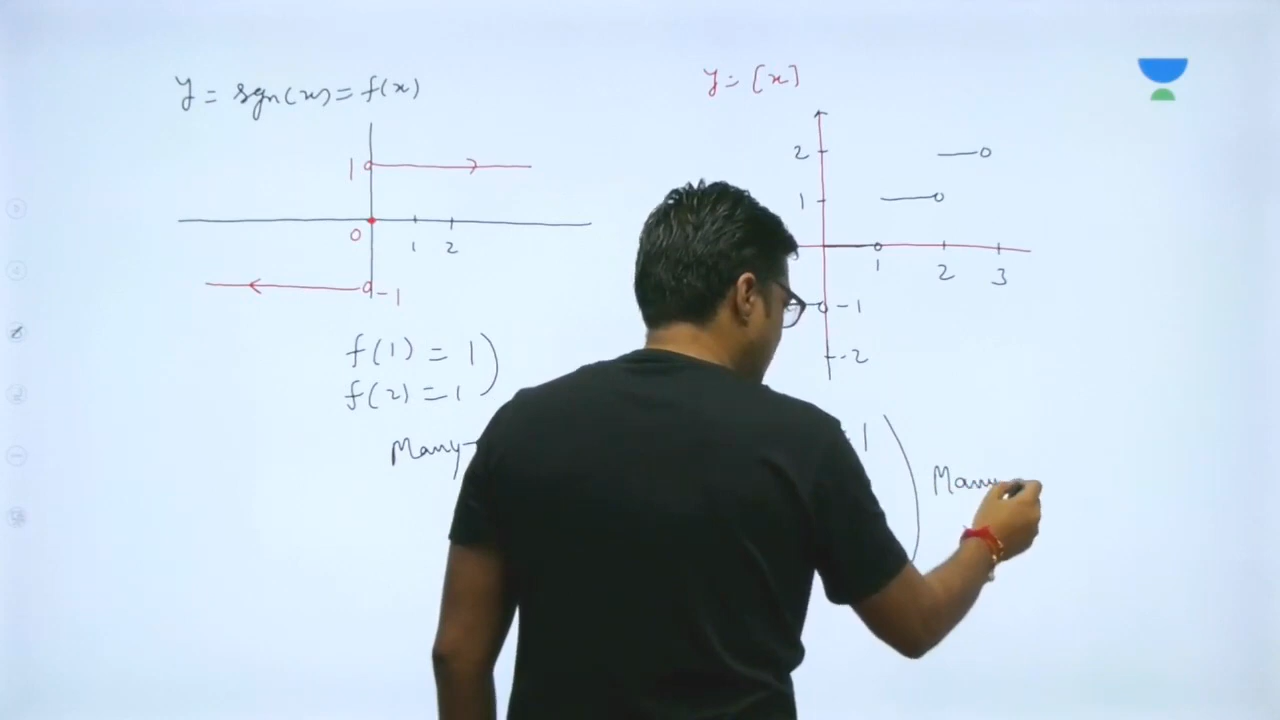 y = sgn(x) = f(x)
1
0
1 2
-1
f(1) = 1
f(2) = 1
Many-
y = [x]
2
1
1 2 3
-1
-2
1
Many